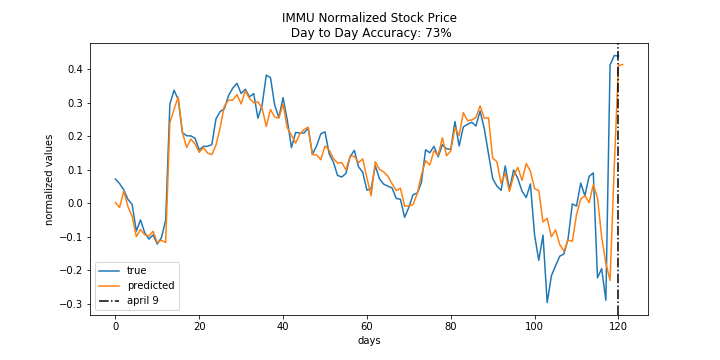 IMMU Normalized Stock Price
Day to Day Accuracy: 73%
normalized values
0.4
0.3
0.2
0.1
0.0
−0.1
−0.2
−0.3
true
predicted
april 9
0 20 40 60 80 100 120
days